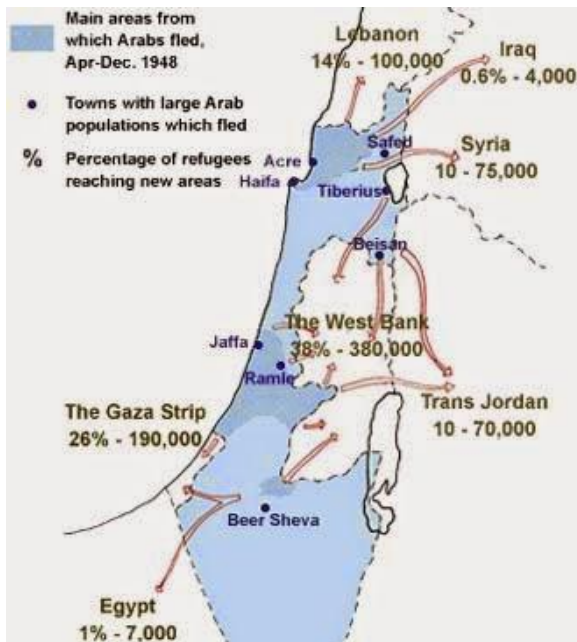 Main areas from
which Arabs fled,
Apr-Dec. 1948
Towns with large Arab
populations which fled
% Percentage of refugees
reaching new areas
Lebanon
14% - 100,000
Iraq
0.6% - 4,000
Safed
Syria
10 - 75,000
Acre
Haifa
Tiberius
Beisan
Jaffa
The West Bank
38% - 380,000
Ramle
Trans Jordan
10 - 70,000
The Gaza Strip
26% - 190,000
Beer Sheva
Egypt
1% - 7,000